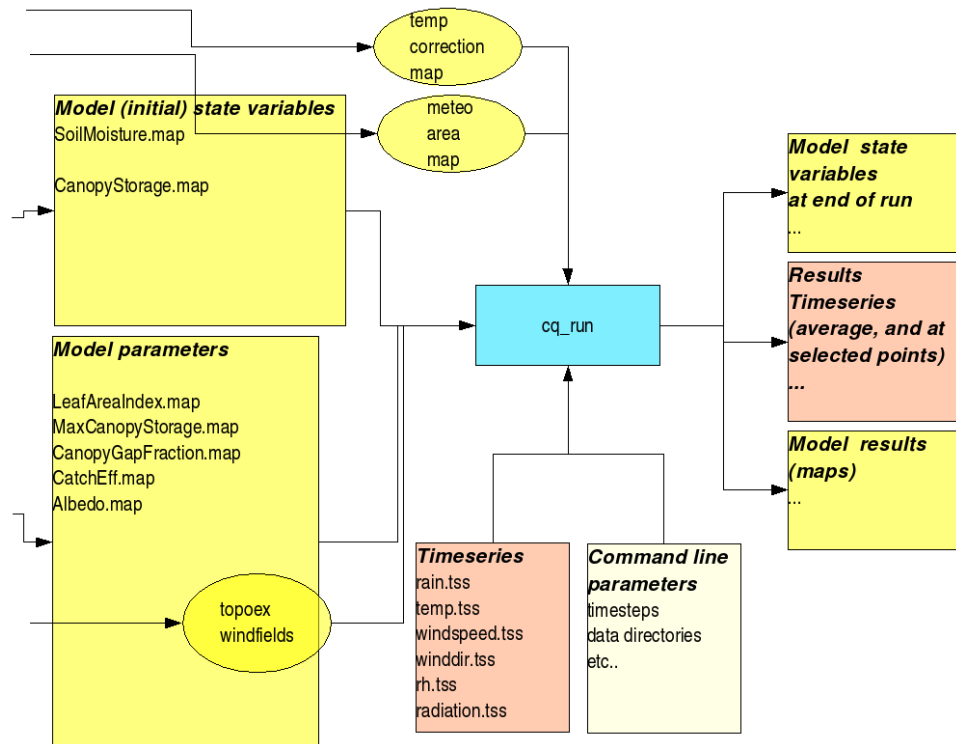 temp
correction
map
meteo
area
map
Model (initial) state variables
SoilMoisture.map
CanopyStorage.map
Model parameters
LeafAreaIndex.map
MaxCanopyStorage.map
CanopyGapFraction.map
CatchEff.map
Albedo.map
topoex
windfields
cq_run
Timeseries
rain.tss
temp.tss
windspeed.tss
winddir.tss
rh.tss
radiation.tss
Command line
parameters
timesteps
data directories
etc..
Model state
variables
at end of run
...
Results
Timeseries
(average, and at
selected points)
...
Model results
(maps)
...